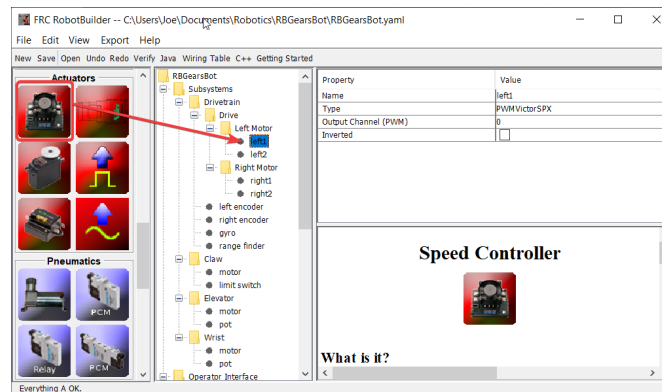 FRC RobotBuilder -- C:\Users\Joe\Documents\Robotics\RBGearsBot\RBGearsBot.yaml
File Edit View Export Help
New Save Open Undo Redo Verify Java Wiring Table C++ Getting Started
Actuators
Pneumatics
PCM
Relay
PCM
RBGearsBot
Subsystems
Drivetrain
Drive
Left Motor
left1
left2
Right Motor
right1
right2
left encoder
right encoder
gyro
range finder
Claw
motor
limit switch
Elevator
motor
pot
Wrist
motor
pot
Operator Interface
Property Value
Name left1
Type PWMVictorSPX
Output Channel (PWM) 0
Inverted
Speed Controller
What is it?
Everything A OK.